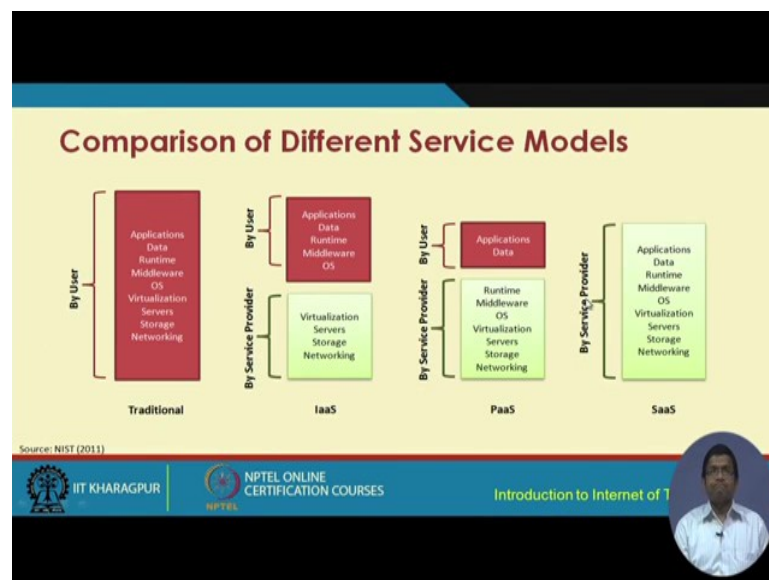 Comparison of Different Service Models
By User
Applications
Data
Runtime
Middleware
OS
Virtualization
Servers
Storage
Networking
Traditional
By User
Applications
Data
Runtime
Middleware
OS
By Service Provider
Virtualization
Servers
Storage
Networking
IaaS
By User
Applications
Data
By Service Provider
Runtime
Middleware
OS
Virtualization
Servers
Storage
Networking
PaaS
By Service Provider
Applications
Data
Runtime
Middleware
OS
Virtualization
Servers
Storage
Networking
SaaS
Source: NIST (2011)
IIT KHARAGPUR
NPTEL
NPTEL ONLINE
CERTIFICATION COURSES
Introduction to Internet of T